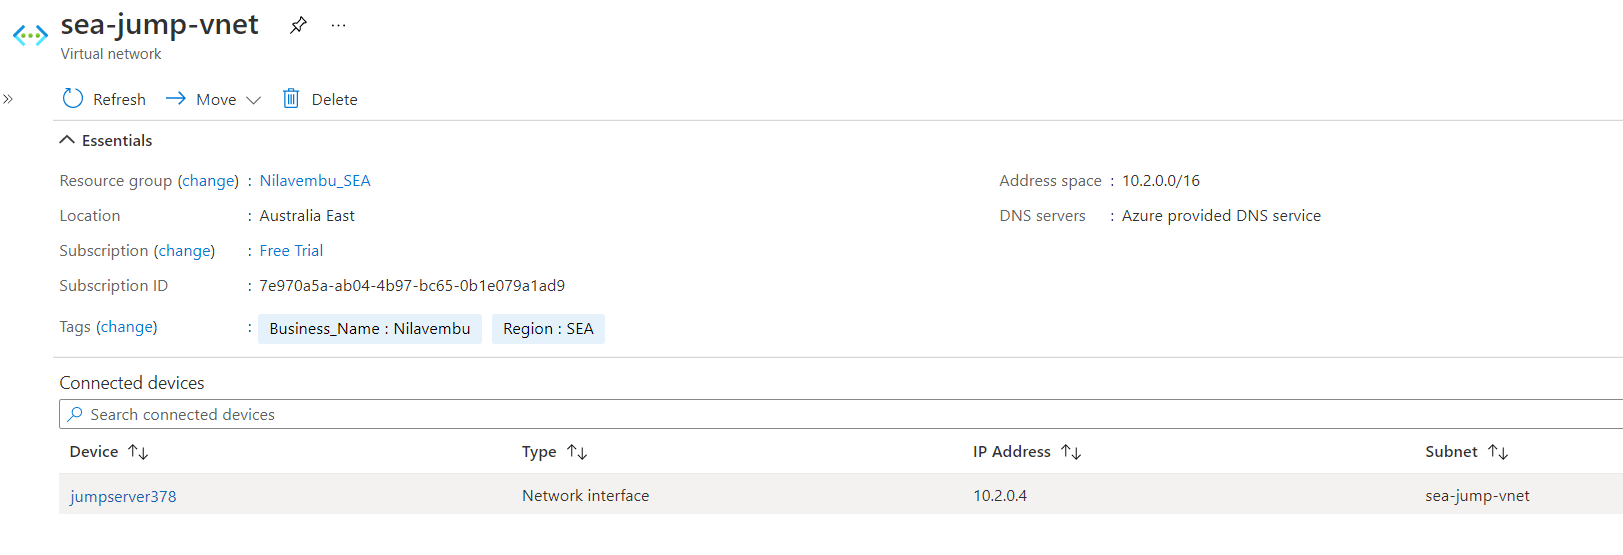 sea-jump-vnet
Virtual network
Refresh Move Delete
Essentials
Resource group (change) : Nilavembu_SEA Address space : 10.2.0.0/16
Location : Australia East DNS servers : Azure provided DNS service
Subscription (change) : Free Trial
Subscription ID : 7e970a5a-ab04-4b97-bc65-0b1e079a1ad9
Tags (change) : Business_Name : Nilavembu Region : SEA
Connected devices
Search connected devices
Device Type IP Address Subnet
jumpserver378 Network interface 10.2.0.4 sea-jump-vnet